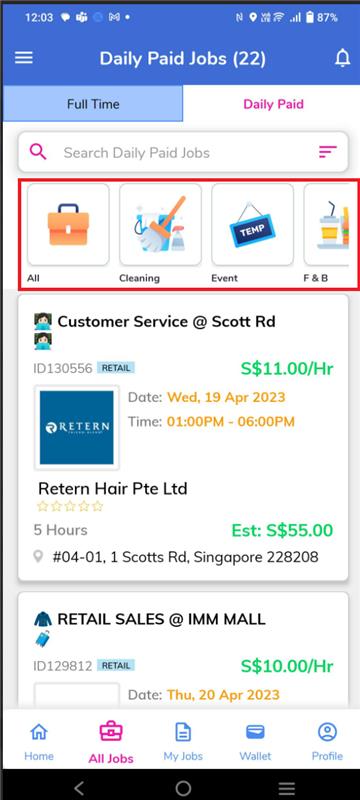 12:03 87%
Daily Paid Jobs (22)
Full Time Daily Paid
Search Daily Paid Jobs
TEMP
All Cleaning Event F & B
Customer Service @ Scott Rd
ID130556 RETAIL S$11.00/Hr
Date: Wed, 19 Apr 2023
Time: 01:00PM - 06:00PM
RETERN
Retern Hair Pte Ltd
5 Hours Est: S$55.00
#04-01, 1 Scotts Rd, Singapore 228208
RETAIL SALES @ IMM MALL
ID129812 RETAIL S$10.00/Hr
Date: Thu, 20 Apr 2023
Home All Jobs My Jobs Wallet Profile